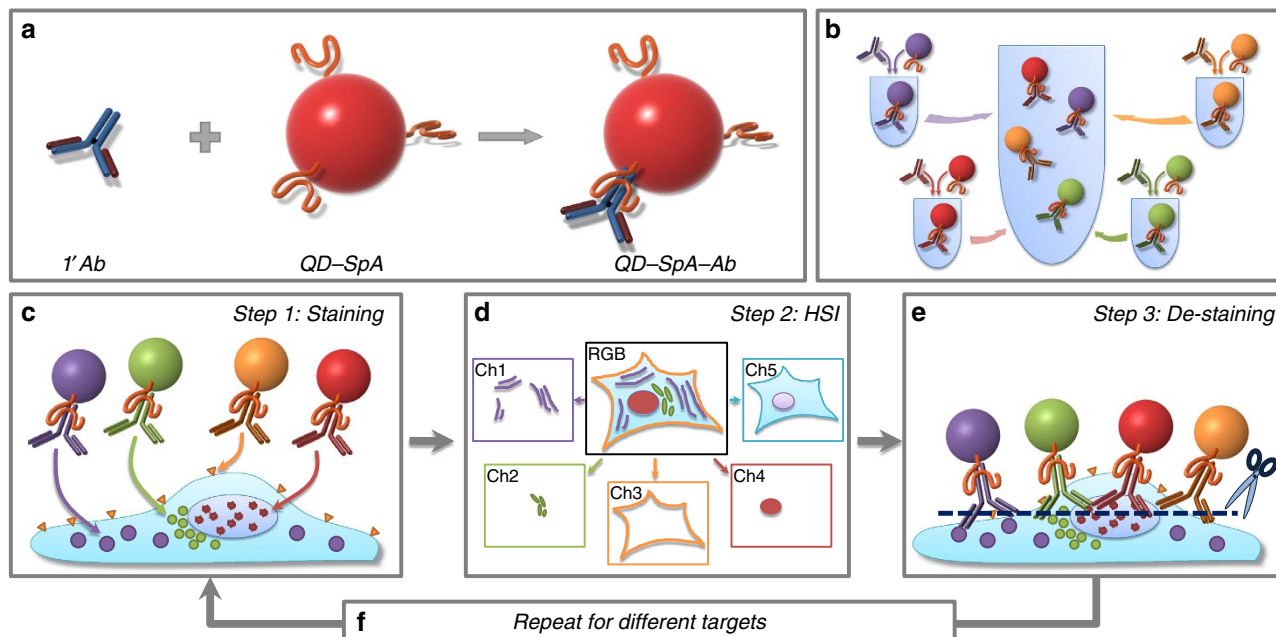 a
1' Ab
QD–SpA
QD–SpA–Ab
b
c
Step 1: Staining
d
Step 2: HSI
Ch1
RGB
Ch5
Ch2
Ch3
Ch4
e
Step 3: De-staining
f
Repeat for different targets